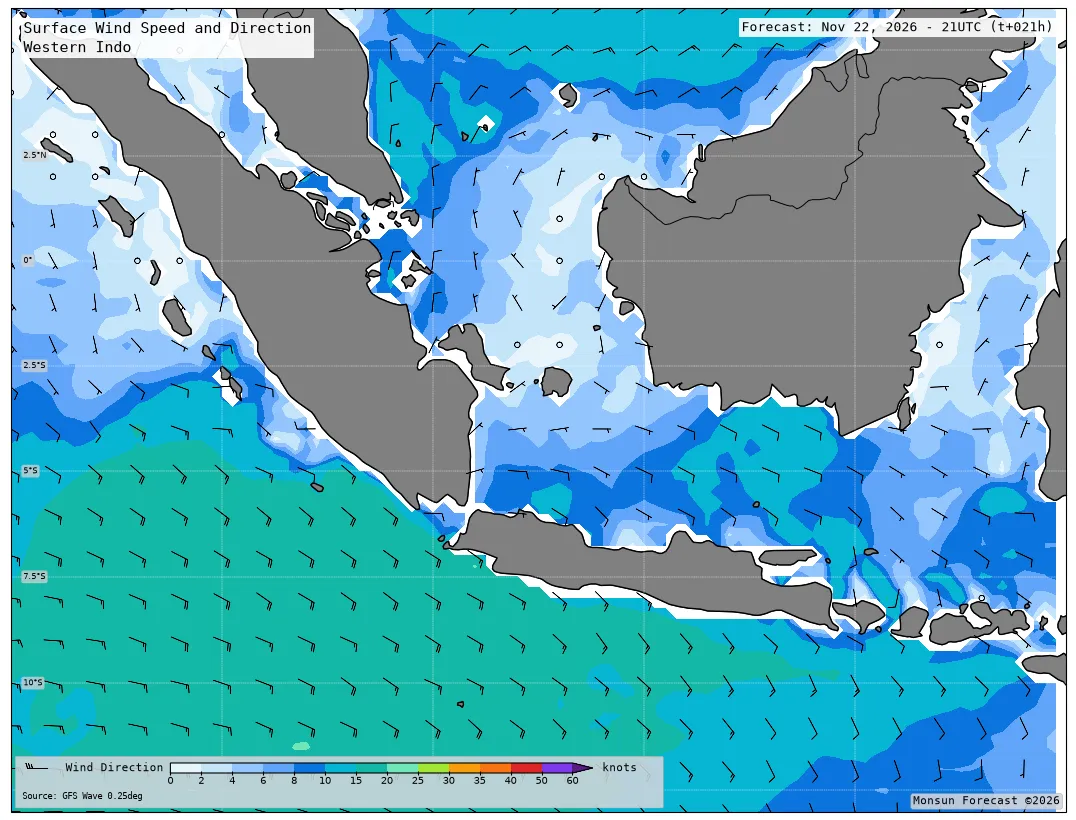 Surface Wind Speed and Direction
Western Indo
Forecast: Nov 22, 2026 - 21UTC (t+021h)
2.5°N
0°
2.5°S
5°S
7.5°S
10°S
Wind Direction
0 2 4 6 8 10 15 20 25 30 35 40 50 60
knots
Source: GFS Wave 0.25deg
Monsun Forecast ©2026